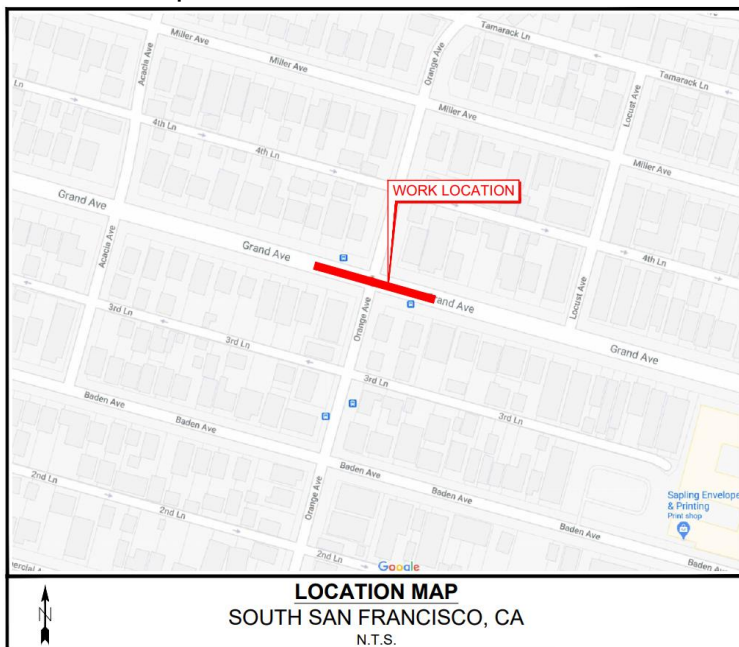 Tamarack Ln
Miller Ave
Orange Ave
Acacia Ave
Miller Ave
Tamarack Ln
Ln
Locust Ave
Miller Ave
4th Ln
4th Ln
Miller Ave
WORK LOCATION
Grand Ave
Acacia Ave
Grand Ave
4th Ln
rand Ave
3rd Ln
Orange Ave
Locust Ave
3rd Ln
Grand Ave
3rd Ln
Baden Ave
3rd Ln
Baden Ave
Baden Ave
Baden Ave
Orange Ave
2nd Ln
Sapling Envelope
& Printing
Print shop
2nd Ln
Baden Ave
2nd Ln
Google
Baden Av
mercial A
N
LOCATION MAP
SOUTH SAN FRANCISCO, CA
N.T.S.